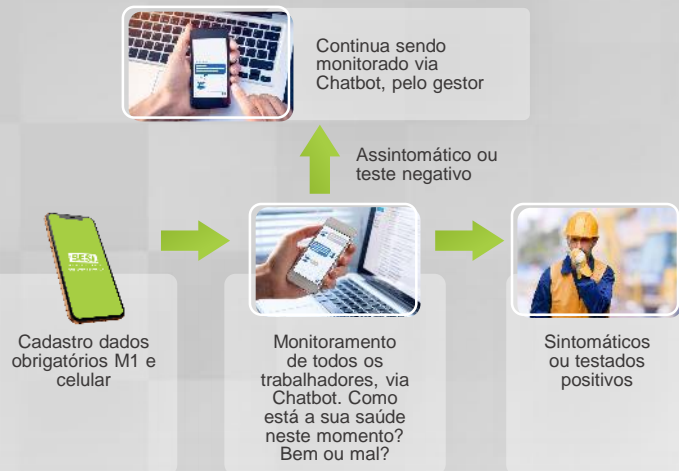 Continua sendo
monitorado via
Chatbot, pelo gestor
Assintomático ou
teste negativo
SESI
Cadastro dados
obrigatórios M1 e
celular
Monitoramento
de todos os
trabalhadores, via
Chatbot. Como
está a sua saúde
neste momento?
Bem ou mal?
Sintomáticos
ou testados
positivos